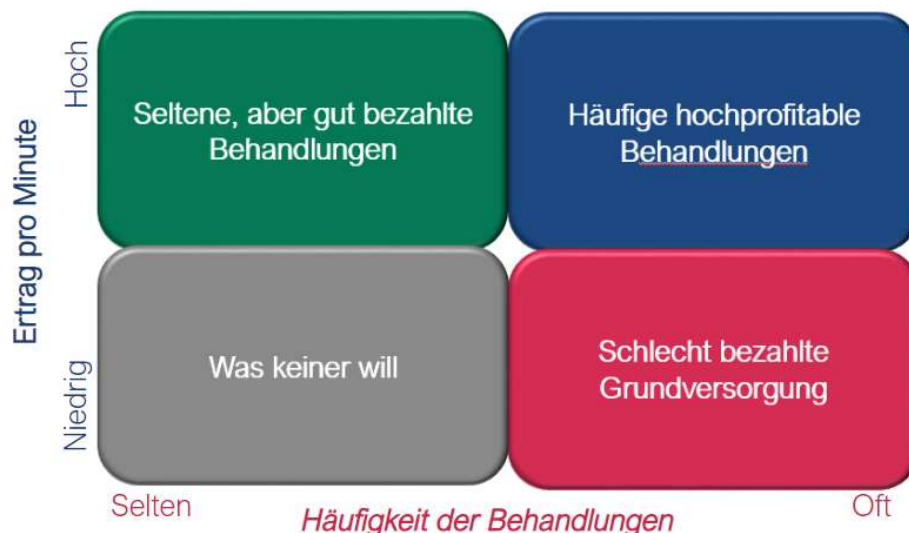 Ertrag pro Minute
Hoch
Niedrig
Seltene, aber gut bezahlte
Behandlungen
Häufige hochprofitable
Behandlungen
Was keiner will
Schlecht bezahlte
Grundversorgung
Selten
Häufigkeit der Behandlungen
Oft